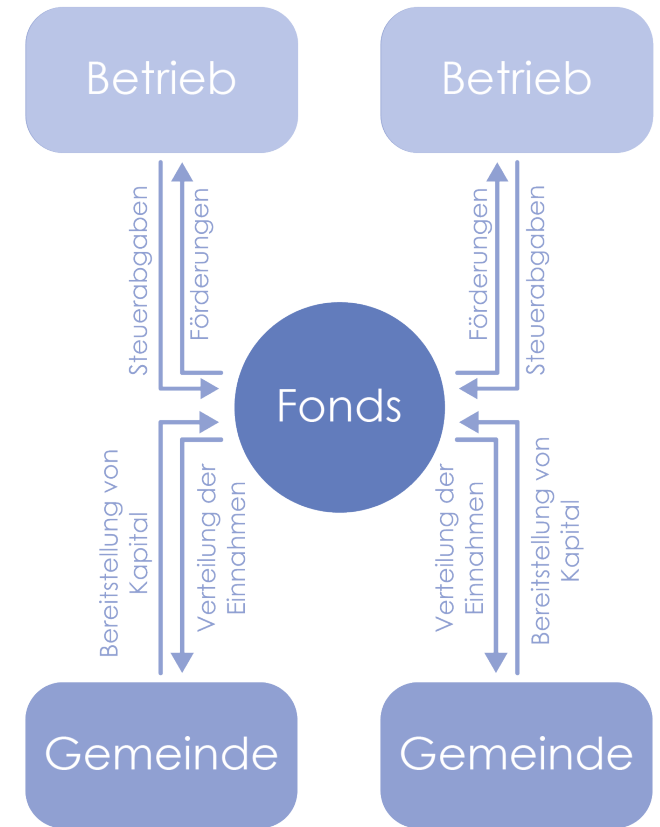 Betrieb
Betrieb
Steuerabgaben
Förderungen
Förderungen
Steuerabgaben
Fonds
Bereitstellung von
Kapital
Verteilung der
Einnahmen
Verteilung der
Einnahmen
Bereitstellung von
Kapital
Gemeinde
Gemeinde